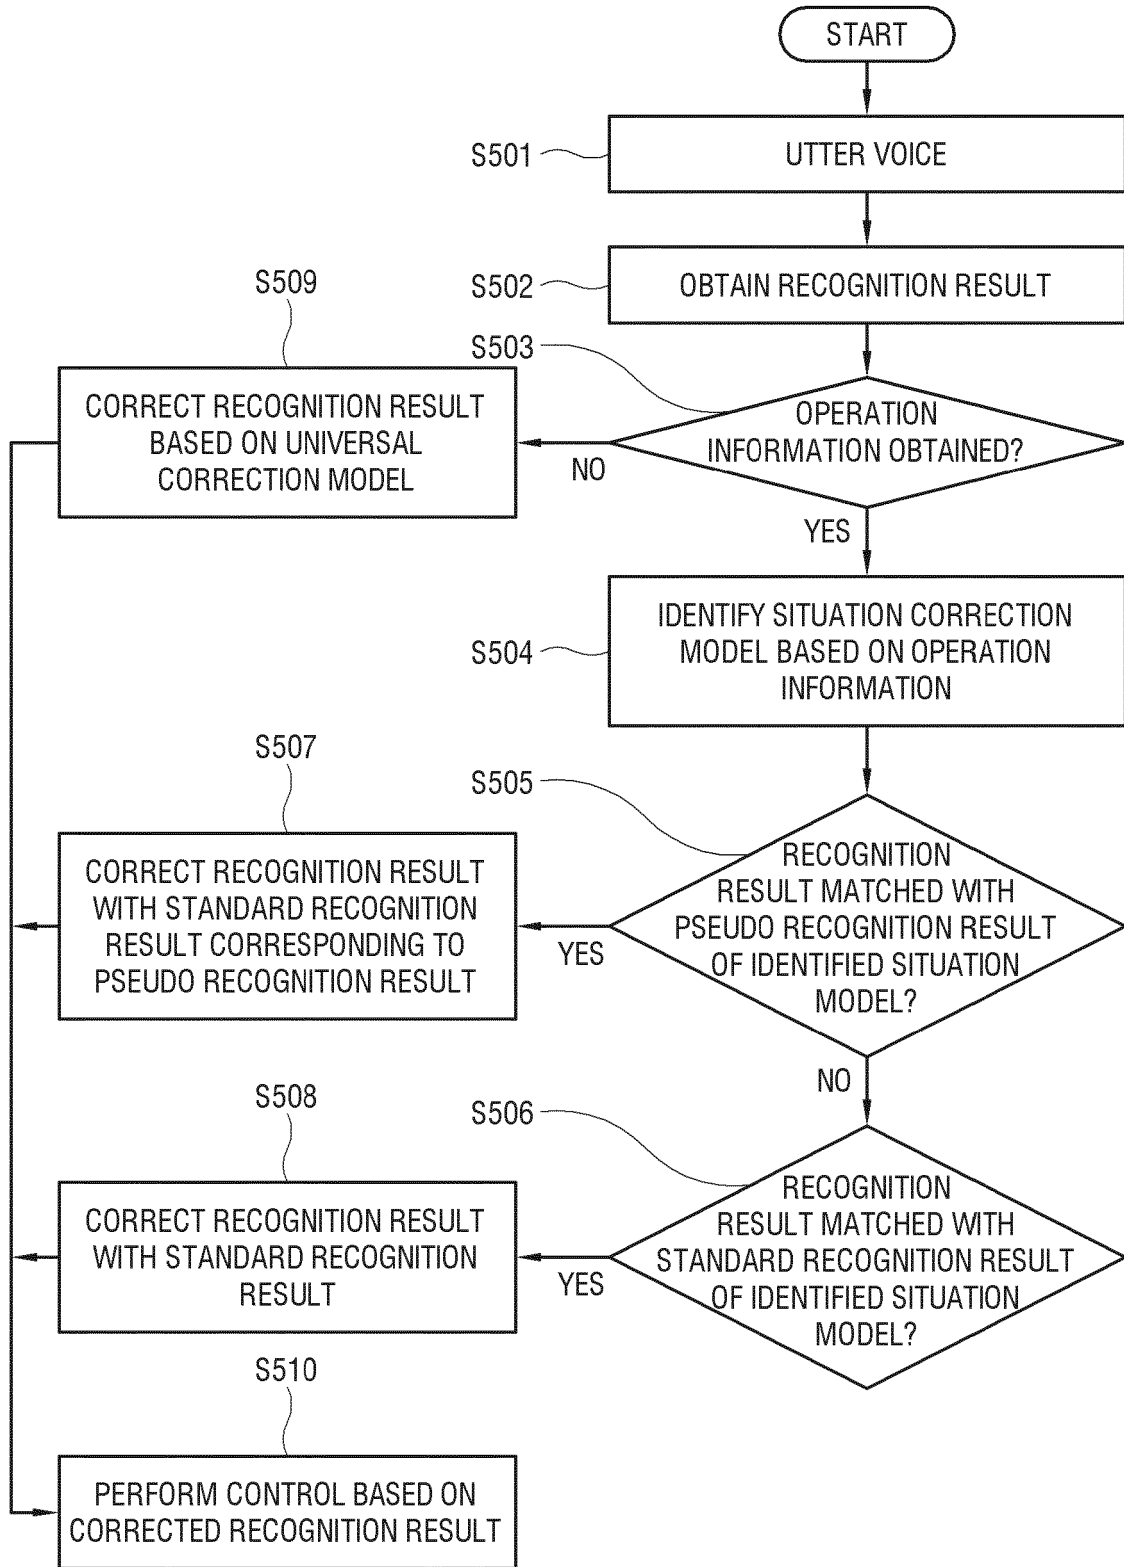 START
S501
UTTER VOICE
S502
OBTAIN RECOGNITION RESULT
S503
OPERATION
INFORMATION OBTAINED?
NO
YES
S509
CORRECT RECOGNITION RESULT
BASED ON UNIVERSAL
CORRECTION MODEL
S504
IDENTIFY SITUATION CORRECTION
MODEL BASED ON OPERATION
INFORMATION
S505
RECOGNITION
RESULT MATCHED WITH
PSEUDO RECOGNITION RESULT
OF IDENTIFIED SITUATION
MODEL?
YES
NO
S507
CORRECT RECOGNITION RESULT
WITH STANDARD RECOGNITION
RESULT CORRESPONDING TO
PSEUDO RECOGNITION RESULT
S506
RECOGNITION
RESULT MATCHED WITH
STANDARD RECOGNITION RESULT
OF IDENTIFIED SITUATION
MODEL?
YES
S508
CORRECT RECOGNITION RESULT
WITH STANDARD RECOGNITION
RESULT
S510
PERFORM CONTROL BASED ON
CORRECTED RECOGNITION RESULT